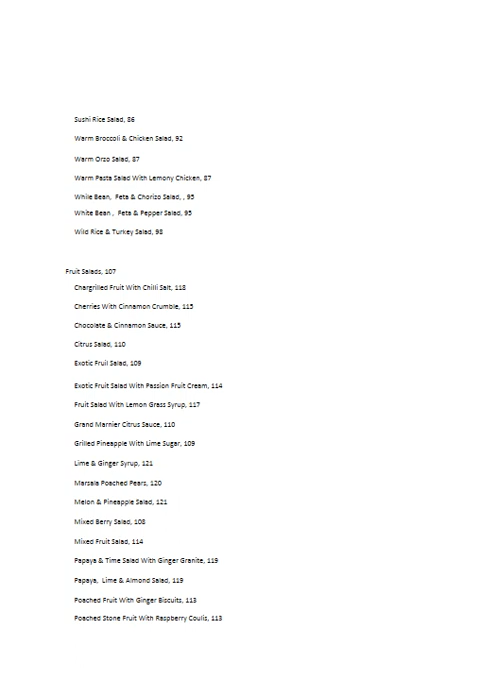 Sushi Rice Salad, 86
Warm Broccoli & Chicken Salad, 92
Warm Orzo Salad, 87
Warm Pasta Salad With Lemony Chicken, 87
While Bean,  Feta & Chorizo Salad, , 95
White Bean ,  Feta & Pepper Salad, 95
Wild Rice & Turkey Salad, 98
Fruit Salads, 107
Chargrilled Fruit With Chilli Salt, 118
Cherries With Cinnamon Crumble, 115
Chocolate & Cinnamon Sauce, 115
Citrus Salad, 110
Exotic Fruil Salad, 109
Exotic Fruit Salad With Passion Fruit Cream, 114
Fruit Salad With Lemon Grass Syrup, 117
Grand Marnier Citrus Sauce, 110
Grilled Pineapple With Lime Sugar, 109
Lime & Ginger Syrup, 121
Marsala Poached Pears, 120
Melon & Pineapple Salad, 121
Mixed Berry Salad, 108
Mixed Fruit Salad, 114
Papaya & Time Salad With Ginger Granite, 119
Papaya,  Lime & Almond Salad, 119
Poached Fruit With Ginger Biscuits, 113
Poached Stone Fruit With Raspberry Coulis, 113